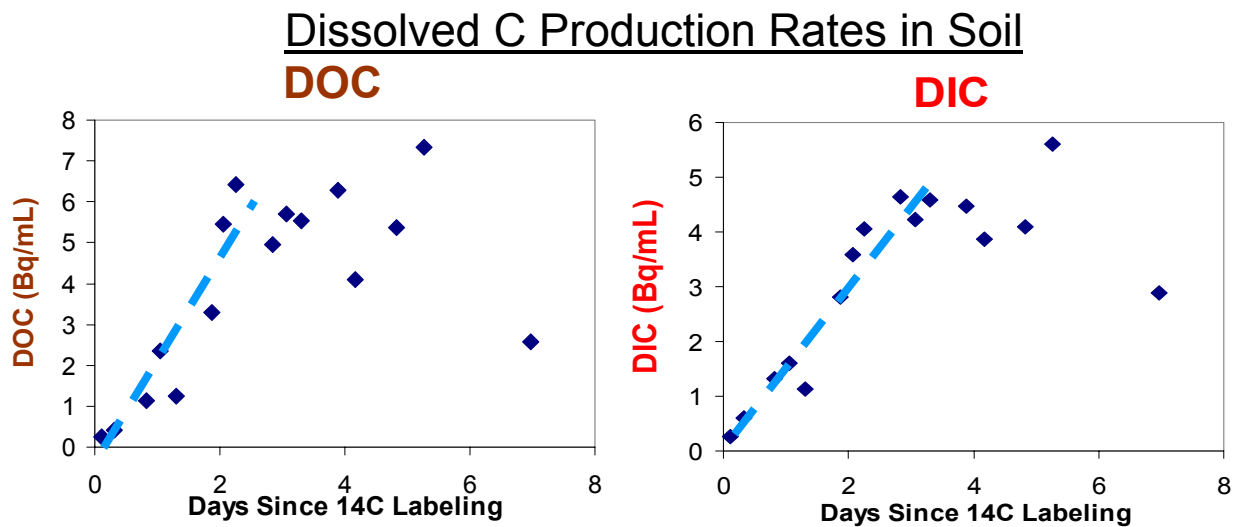 Dissolved C Production Rates in Soil
DOC
DOC (Bq/mL)
8
7
6
5
4
3
2
1
0
0 2 4 6 8
Days Since 14C Labeling
DIC
DIC (Bq/mL)
6
5
4
3
2
1
0
0 2 4 6 8
Days Since 14C Labeling